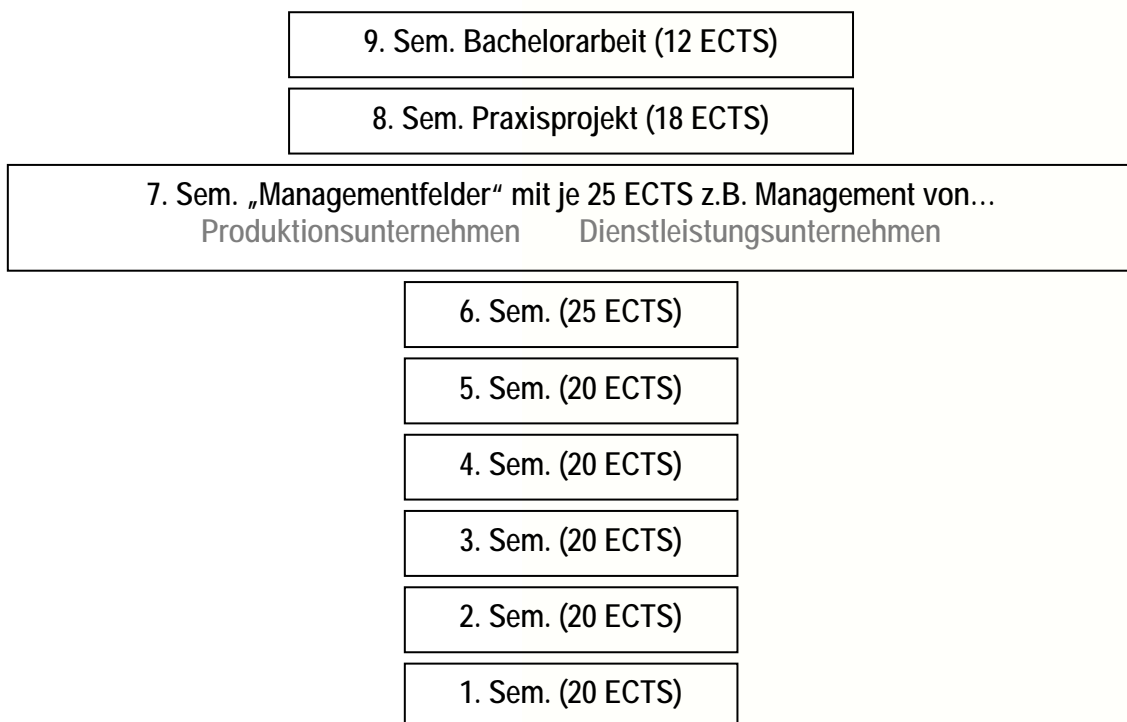 9. Sem. Bachelorarbeit (12 ECTS)
8. Sem. Praxisprojekt (18 ECTS)
7. Sem. „Managementfelder“ mit je 25 ECTS z.B. Management von…
Produktionsunternehmen Dienstleistungsunternehmen
6. Sem. (25 ECTS)
5. Sem. (20 ECTS)
4. Sem. (20 ECTS)
3. Sem. (20 ECTS)
2. Sem. (20 ECTS)
1. Sem. (20 ECTS)